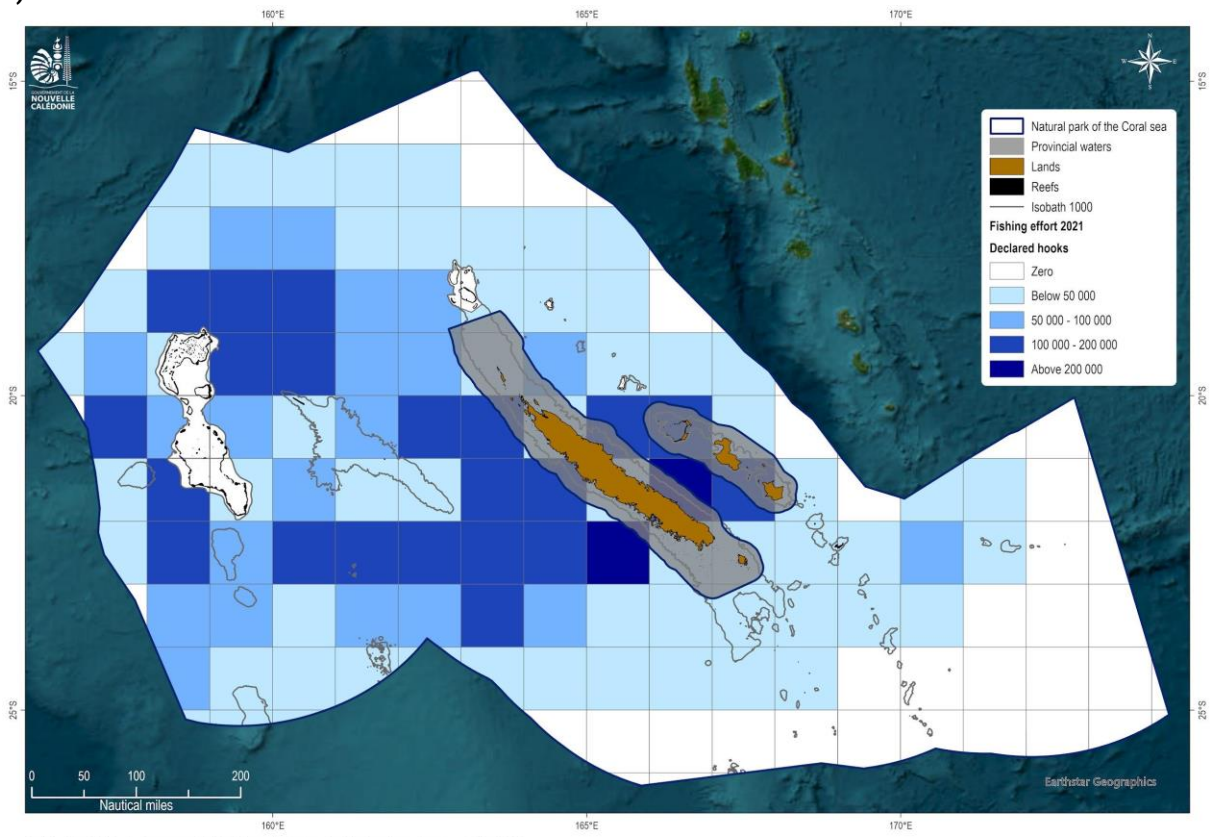 160°E 165°E 170°E
15°S 15°S
GOUVERNEMENT DE LA
NOUVELLE
CALÉDONIE
N
W E
S
Natural park of the Coral sea
Provincial waters
Lands
Reefs
Isobath 1000
Fishing effort 2021
Declared hooks
Zero
Below 50 000
50 000 - 100 000
100 000 - 200 000
Above 200 000
20°S 20°S
25°S 25°S
0 50 100 200
Nautical miles
Earthstar Geographics
160°E 165°E 170°E